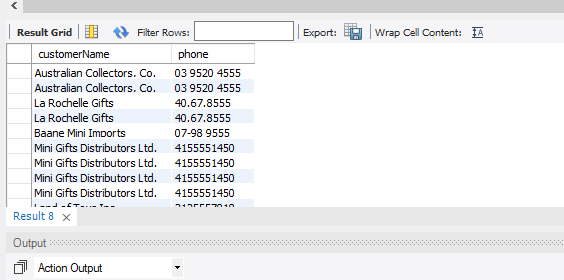 Result Grid Filter Rows: Export: Wrap Cell Content: IA
customerName phone
Australian Collectors, Co. 03 9520 4555
Australian Collectors, Co. 03 9520 4555
La Rochelle Gifts 40.67.8555
La Rochelle Gifts 40.67.8555
Baane Mini Imports 07-98 9555
Mini Gifts Distributors Ltd. 4155551450
Mini Gifts Distributors Ltd. 4155551450
Mini Gifts Distributors Ltd. 4155551450
Mini Gifts Distributors Ltd. 4155551450
Result 8
Output
Action Output